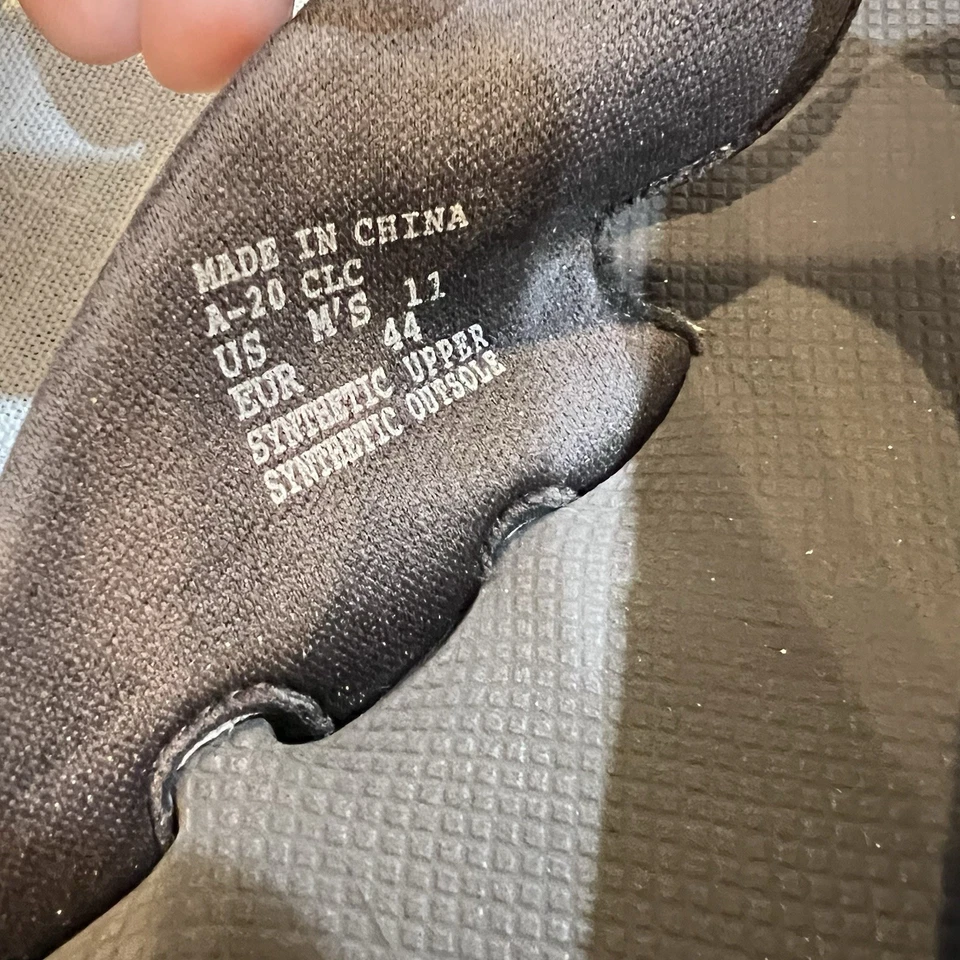 MADE IN CHINA
A-20 CLC
US M'S 11
EUR 44
SYNTHETIC UPPER
SYNTHETIC OUTSOLE